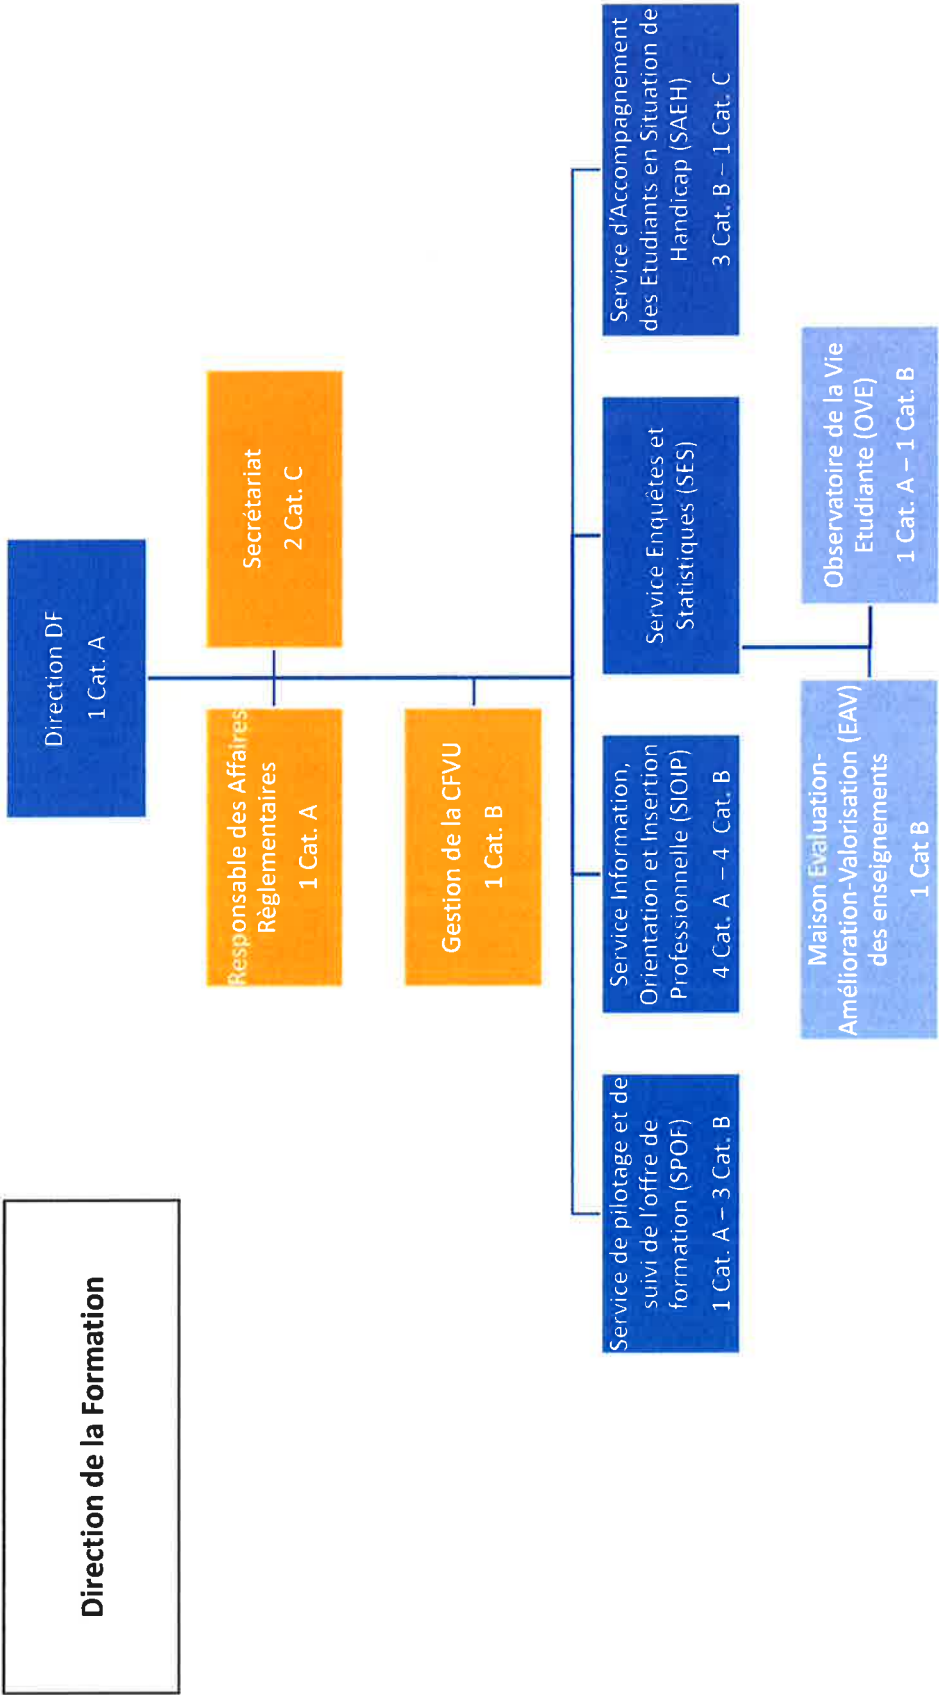 Direction de la Formation
Direction DF
1 Cat. A
Responsable des Affaires
Règlementaires
1 Cat. A
Secrétariat
2 Cat. C
Gestion de la CFVU
1 Cat. B
Service de pilotage et de
suivi de l'offre de
formation (SPOF)
1 Cat. A – 3 Cat. B
Service Information,
Orientation et Insertion
Professionnelle (SIOIP)
4 Cat. A – 4 Cat. B
Service Enquêtes et
Statistiques (SES)
Service d'Accompagnement
des Etudiants en Situation de
Handicap (SAEH)
3 Cat. B – 1 Cat. C
Maison Evaluation-
Amélioration-Valorisation (EAV)
des enseignements
1 Cat B
Observatoire de la Vie
Etudiante (OVE)
1 Cat. A – 1 Cat. B